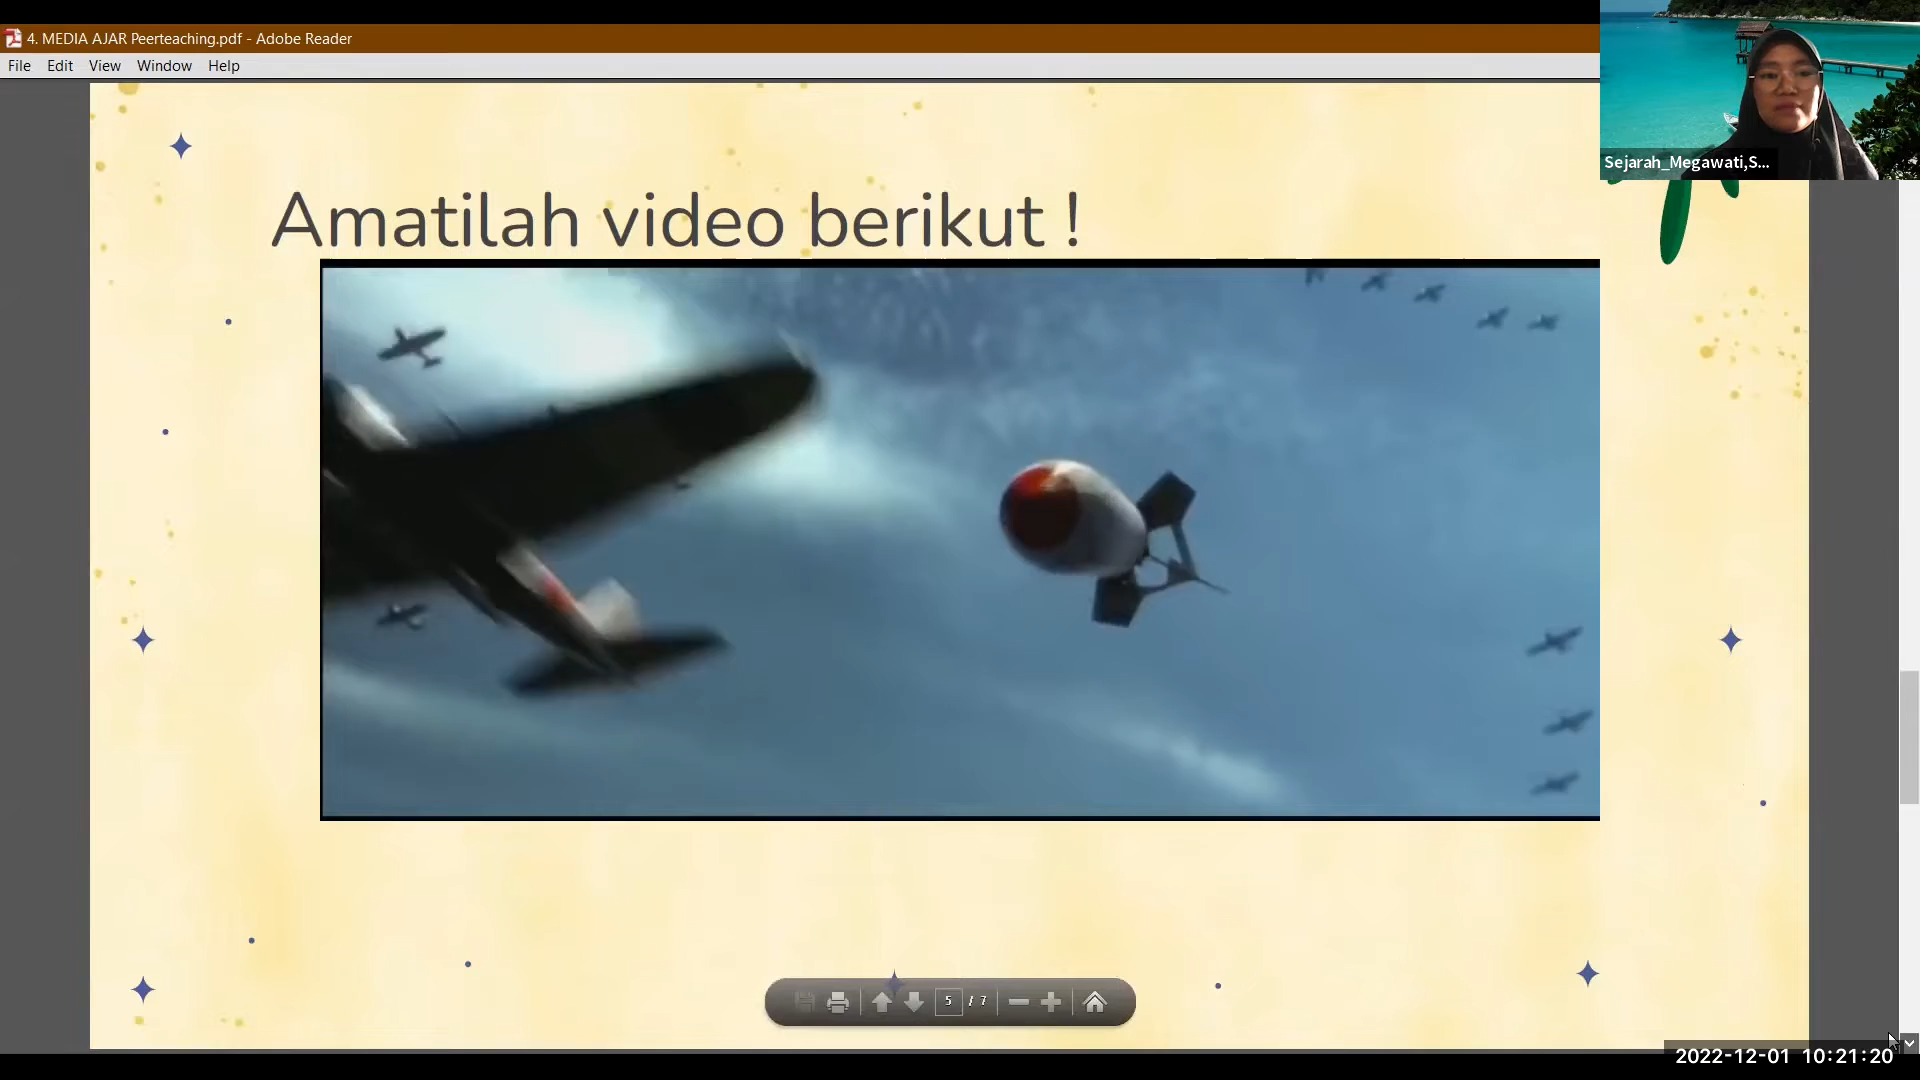 4. MEDIA AJAR Peerteaching.pdf - Adobe Reader
File Edit View Window Help
Sejarah_Megawati,S...
Amatilah video berikut !
5 / 7
2022-12-01 10:21:20